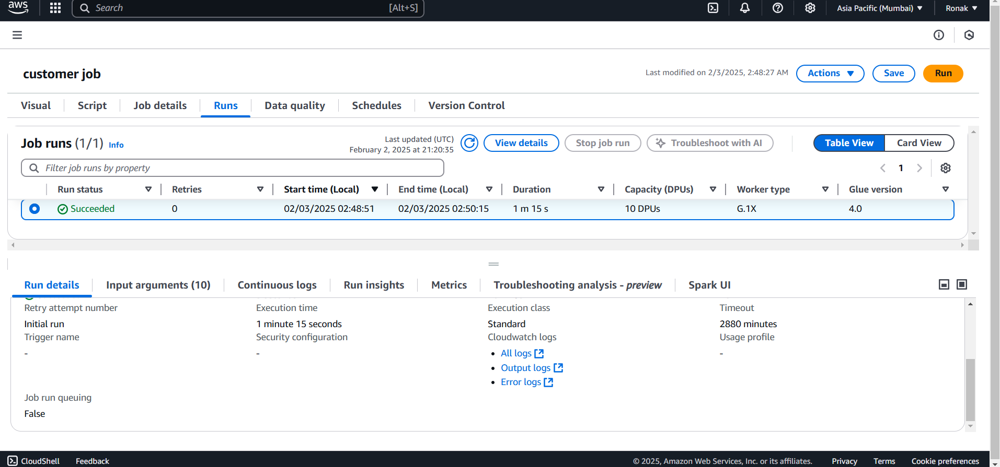 aws
Search [Alt+S] Asia Pacific (Mumbai) Ronak
customer job Last modified on 2/3/2025, 2:48:27 AM Actions Save Run
Visual Script Job details Runs Data quality Schedules Version Control
Job runs (1/1) Info Last updated (UTC) February 2, 2025 at 21:20:35 View details Stop job run Troubleshoot with AI Table View Card View
Filter job runs by property 1
Run status Retries Start time (Local) End time (Local) Duration Capacity (DPUs) Worker type Glue version
Succeeded 0 02/03/2025 02:48:51 02/03/2025 02:50:15 1 m 15 s 10 DPUs G.1X 4.0
Run details Input arguments (10) Continuous logs Run insights Metrics Troubleshooting analysis - preview Spark UI
Retry attempt number Execution time Execution class Timeout
Initial run 1 minute 15 seconds Standard 2880 minutes
Trigger name Security configuration Cloudwatch logs Usage profile
- - All logs -
Output logs
Error logs
Job run queuing
False
CloudShell Feedback © 2025, Amazon Web Services, Inc. or its affiliates. Privacy Terms Cookie preferences